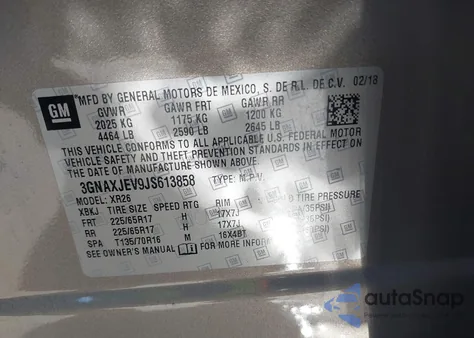 GM
MFD BY GENERAL MOTORS DE MEXICO, S. DE R.L. DE C.V. 02/18
GVWR GAWR FRT GAWR RR
2025 KG 1175 KG 1200 KG
4464 LB 2590 LB 2645 LB
THIS VEHICLE CONFORMS TO ALL APPLICABLE U.S. FEDERAL MOTOR
VEHICLE SAFETY AND THEFT PREVENTION STANDARDS IN EFFECT ON
THE DATE OF MANUFACTURE SHOWN ABOVE.
3GNAXJEV9JS613858 TYPE: M.P.V.
MODEL: XR26
XBKJ TIRE SIZE SPEED RTG RIM TIRE PRESSURE
FRT 225/65R17 H 17X7J (35PSI)
RR 225/65R17 H 17X7J (35PSI)
SPA T135/70R16 M 16X4BT
SEE OWNER'S MANUAL
autoSnap